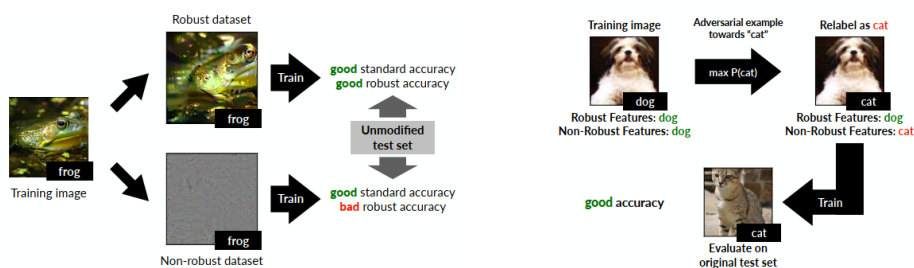 Robust dataset
Train
good standard accuracy
good robust accuracy
frog
Unmodified
test set
frog
Training image
Train
good standard accuracy
bad robust accuracy
frog
Non-robust dataset
Training image
Adversarial example
towards “cat”
Relabel as cat
max P(cat)
dog
cat
Robust Features: dog
Non-Robust Features: dog
Robust Features: dog
Non-Robust Features: cat
good accuracy
Train
cat
Evaluate on
original test set